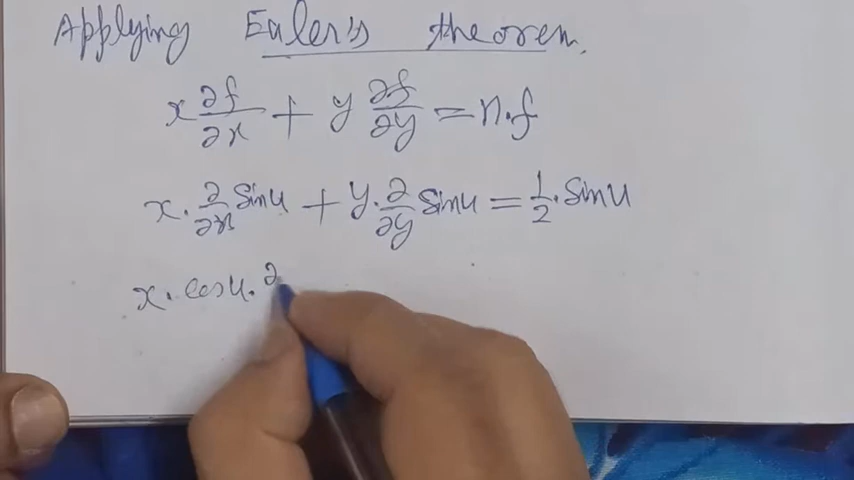 Applying Euler's theorem.
x ∂f/∂x + y ∂f/∂y = n.f
x. ∂/∂x sinu + y. ∂/∂y sinu = 1/2 . sinu
x. cosu. ∂